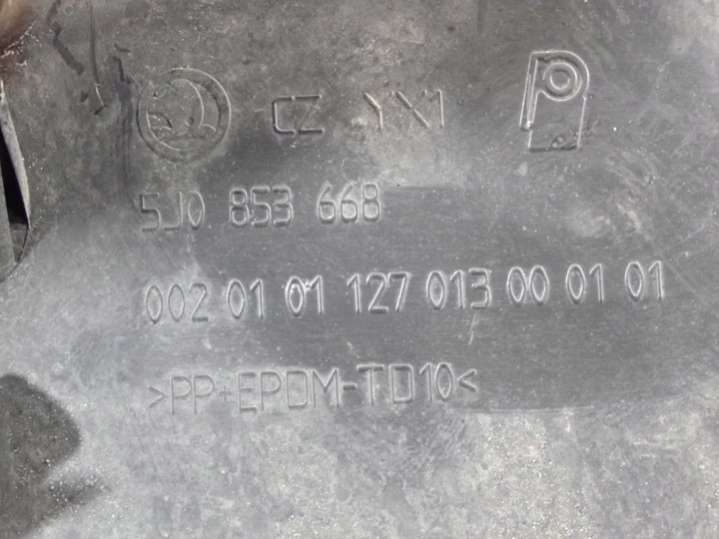 CZ YX1
5J0 853 668
002 01 01 127 013 00 01 01
>PP+EPDM-TD10<